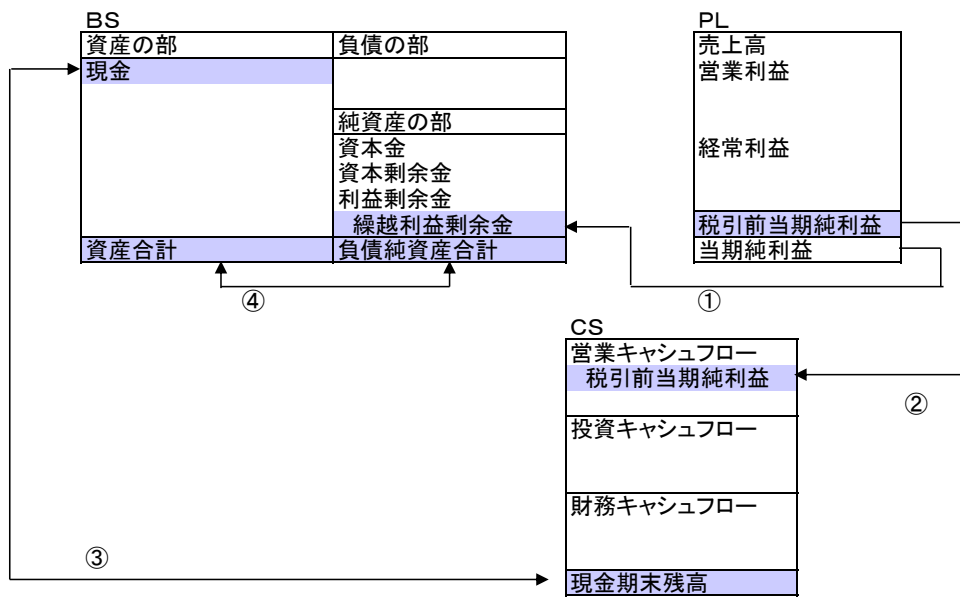 BS
資産の部
負債の部
現金
純資産の部
資本金
資本剰余金
利益剰余金
繰越利益剰余金
資産合計
負債純資産合計
④
PL
売上高
営業利益
経常利益
税引前当期純利益
当期純利益
①
CS
営業キャシュフロー
税引前当期純利益
②
投資キャシュフロー
財務キャシュフロー
③
現金期末残高